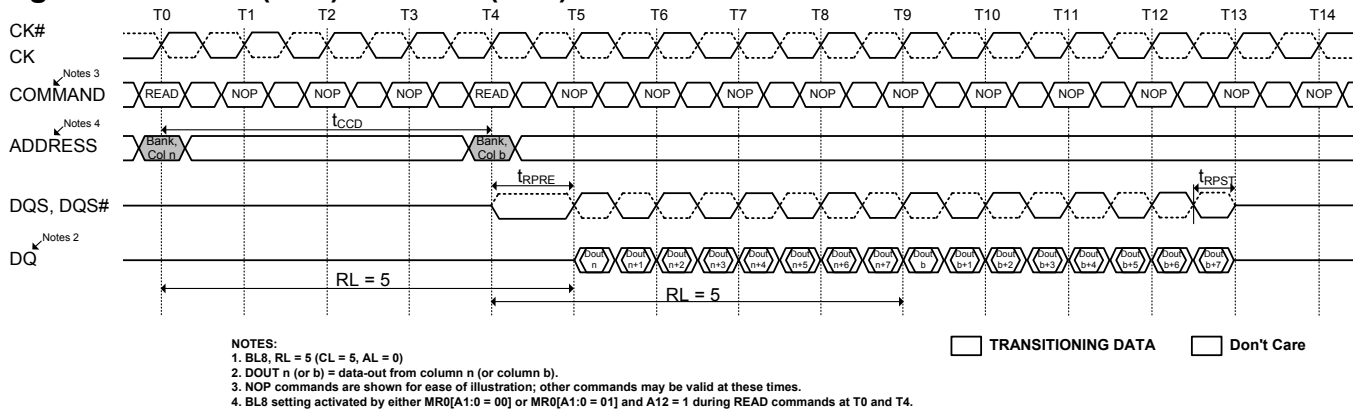 T0 T1 T2 T3 T4 T5 T6 T7 T8 T9 T10 T11 T12 T13 T14
CK#
CK
Notes 3
COMMAND READ NOP NOP NOP READ NOP NOP NOP NOP NOP NOP NOP NOP NOP NOP
tCCD
Notes 4
ADDRESS Bank, Col n Bank, Col b
tRPRE tRPST
DQS, DQS#
Notes 2
DQ Dout n Dout n+1 Dout n+2 Dout n+3 Dout n+4 Dout n+5 Dout n+6 Dout n+7 Dout b Dout b+1 Dout b+2 Dout b+3 Dout b+4 Dout b+5 Dout b+6 Dout b+7
RL = 5
RL = 5
NOTES:
1. BL8, RL = 5 (CL = 5, AL = 0)
2. DOUT n (or b) = data-out from column n (or column b).
3. NOP commands are shown for ease of illustration; other commands may be valid at these times.
4. BL8 setting activated by either MR0[A1:0 = 00] or MR0[A1:0 = 01] and A12 = 1 during READ commands at T0 and T4.
TRANSITIONING DATA Don't Care